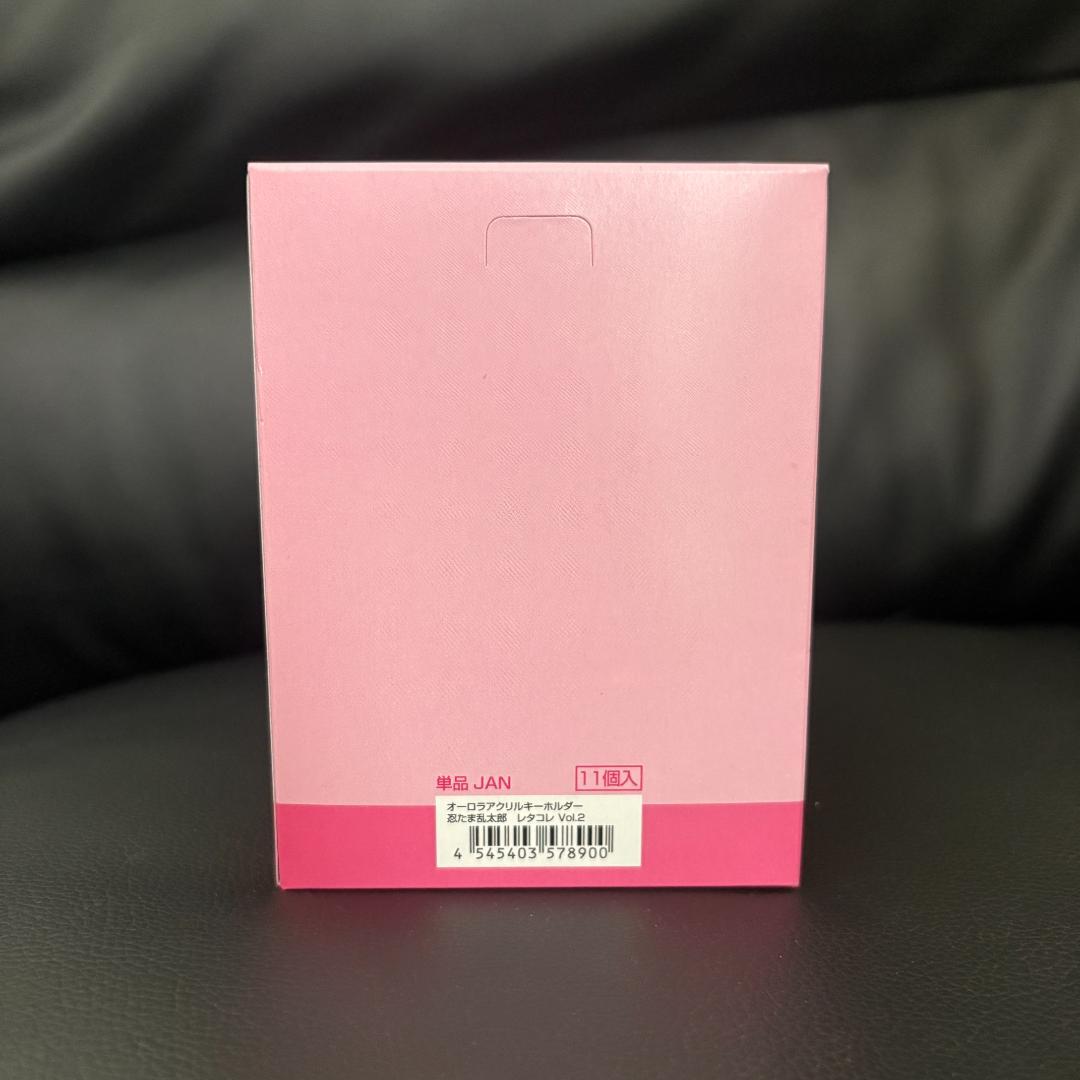 単品 JAN
11個入
オーロラアクリルキーホルダー
忍たま乱太郎 レタコレ Vol.2
4 545403 578900